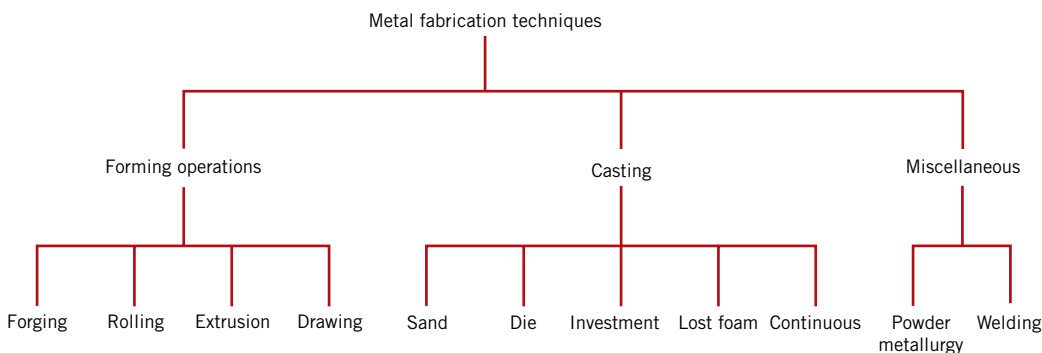 Metal fabrication techniques
Forming operations
Casting
Miscellaneous
Forging
Rolling
Extrusion
Drawing
Sand
Die
Investment
Lost foam
Continuous
Powder
metallurgy
Welding